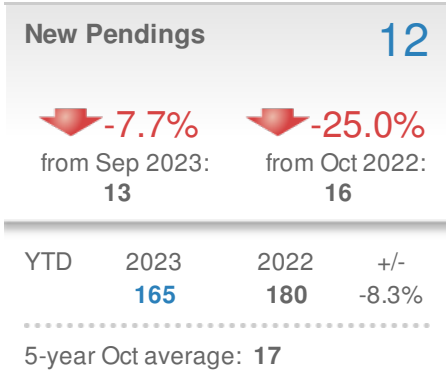 New Pendings 12
-7.7% -25.0%
from Sep 2023: from Oct 2022:
13 16
YTD 2023 2022 +/-
165 180 -8.3%
5-year Oct average: 17